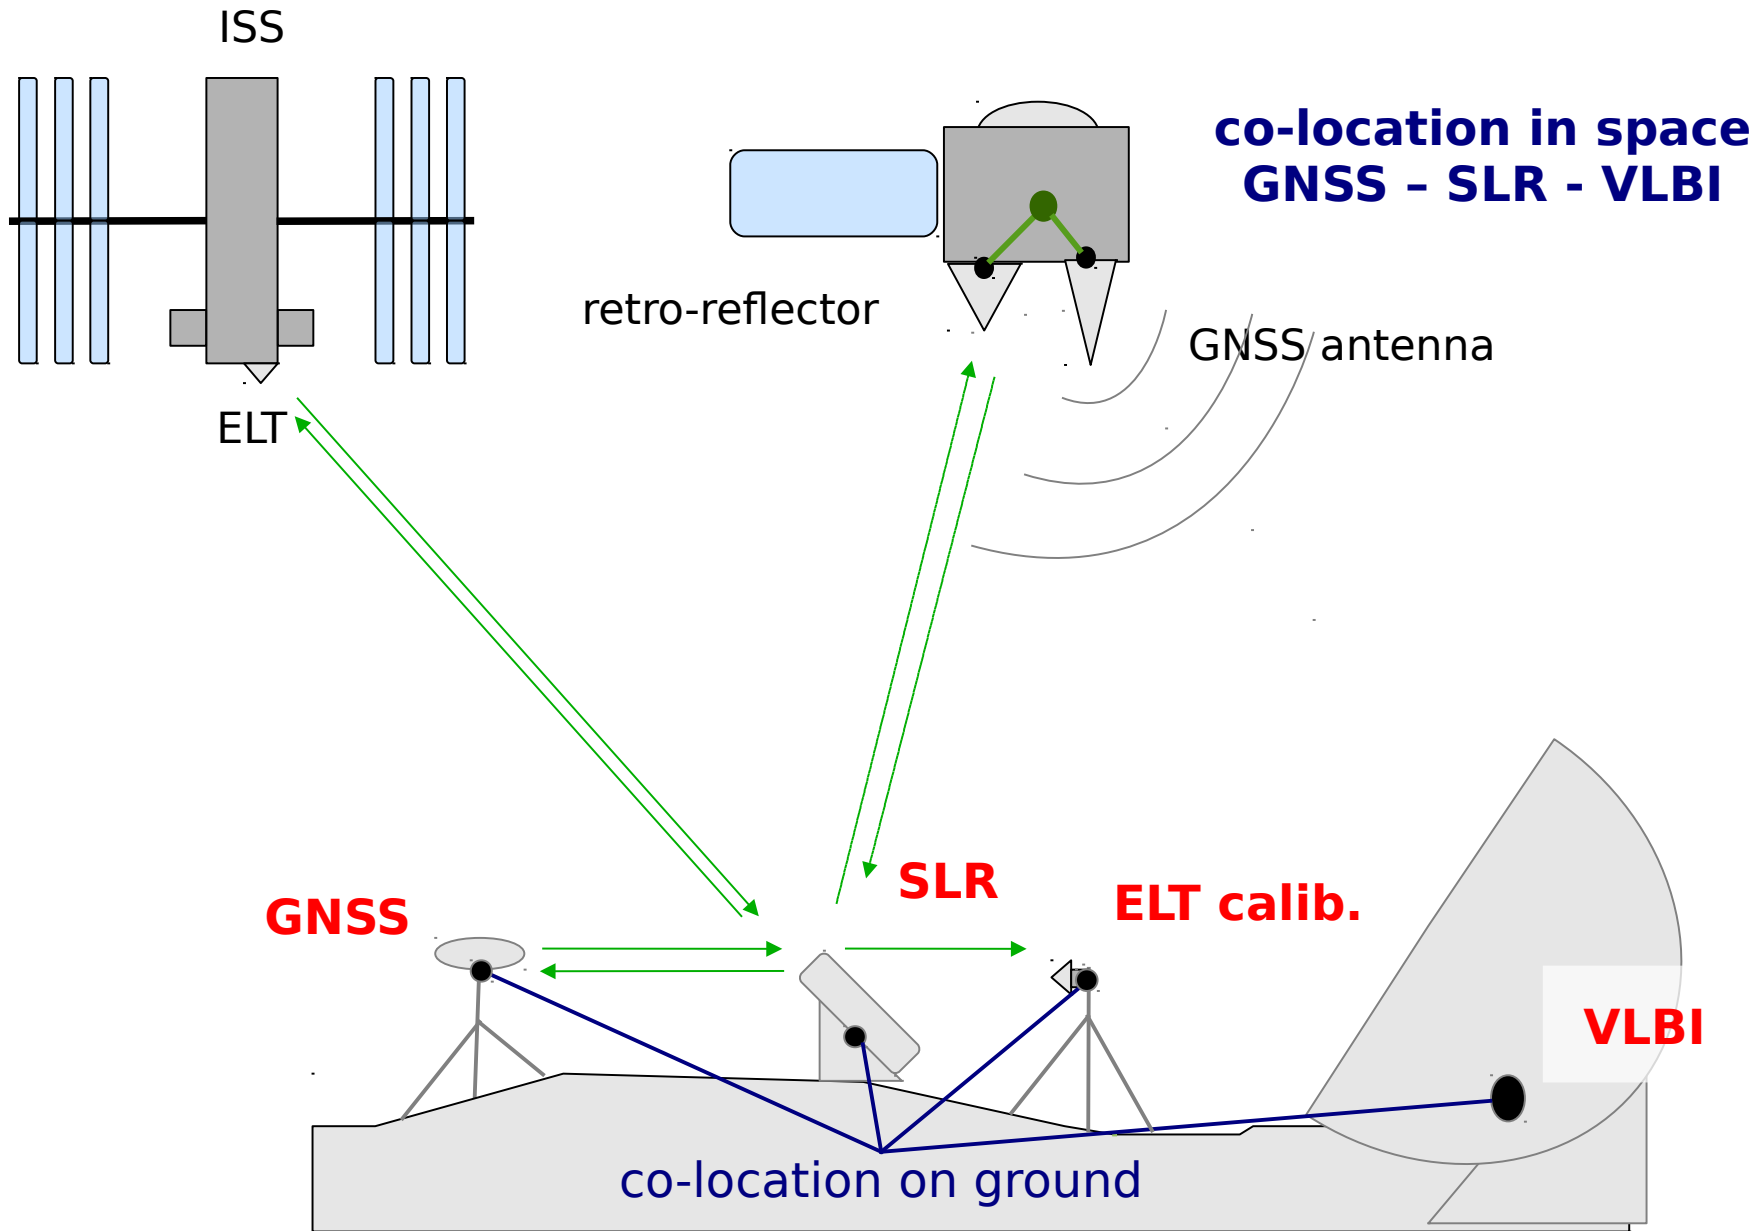 ISS
co-location in space
GNSS – SLR - VLBI
retro-reflector
GNSS antenna
ELT
SLR
ELT calib.
GNSS
VLBI
co-location on ground